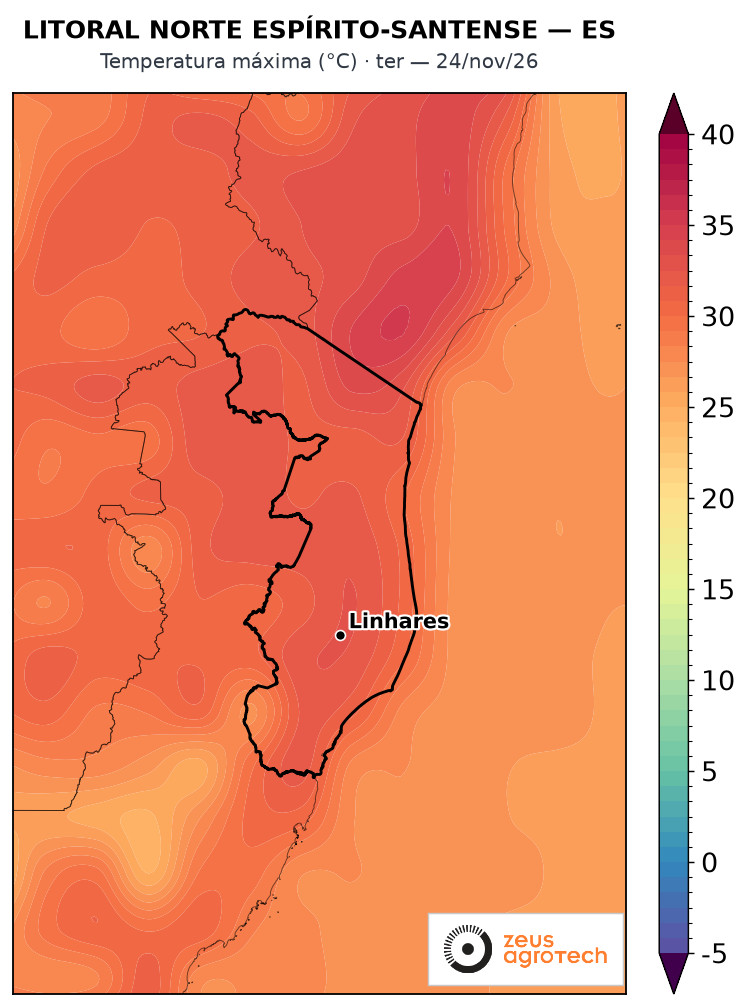 LITORAL NORTE ESPÍRITO-SANTENSE — ES
Temperatura máxima (°C) · ter — 24/nov/26
40
35
30
25
20
15
10
5
0
-5
Linhares
zeus
agrotech